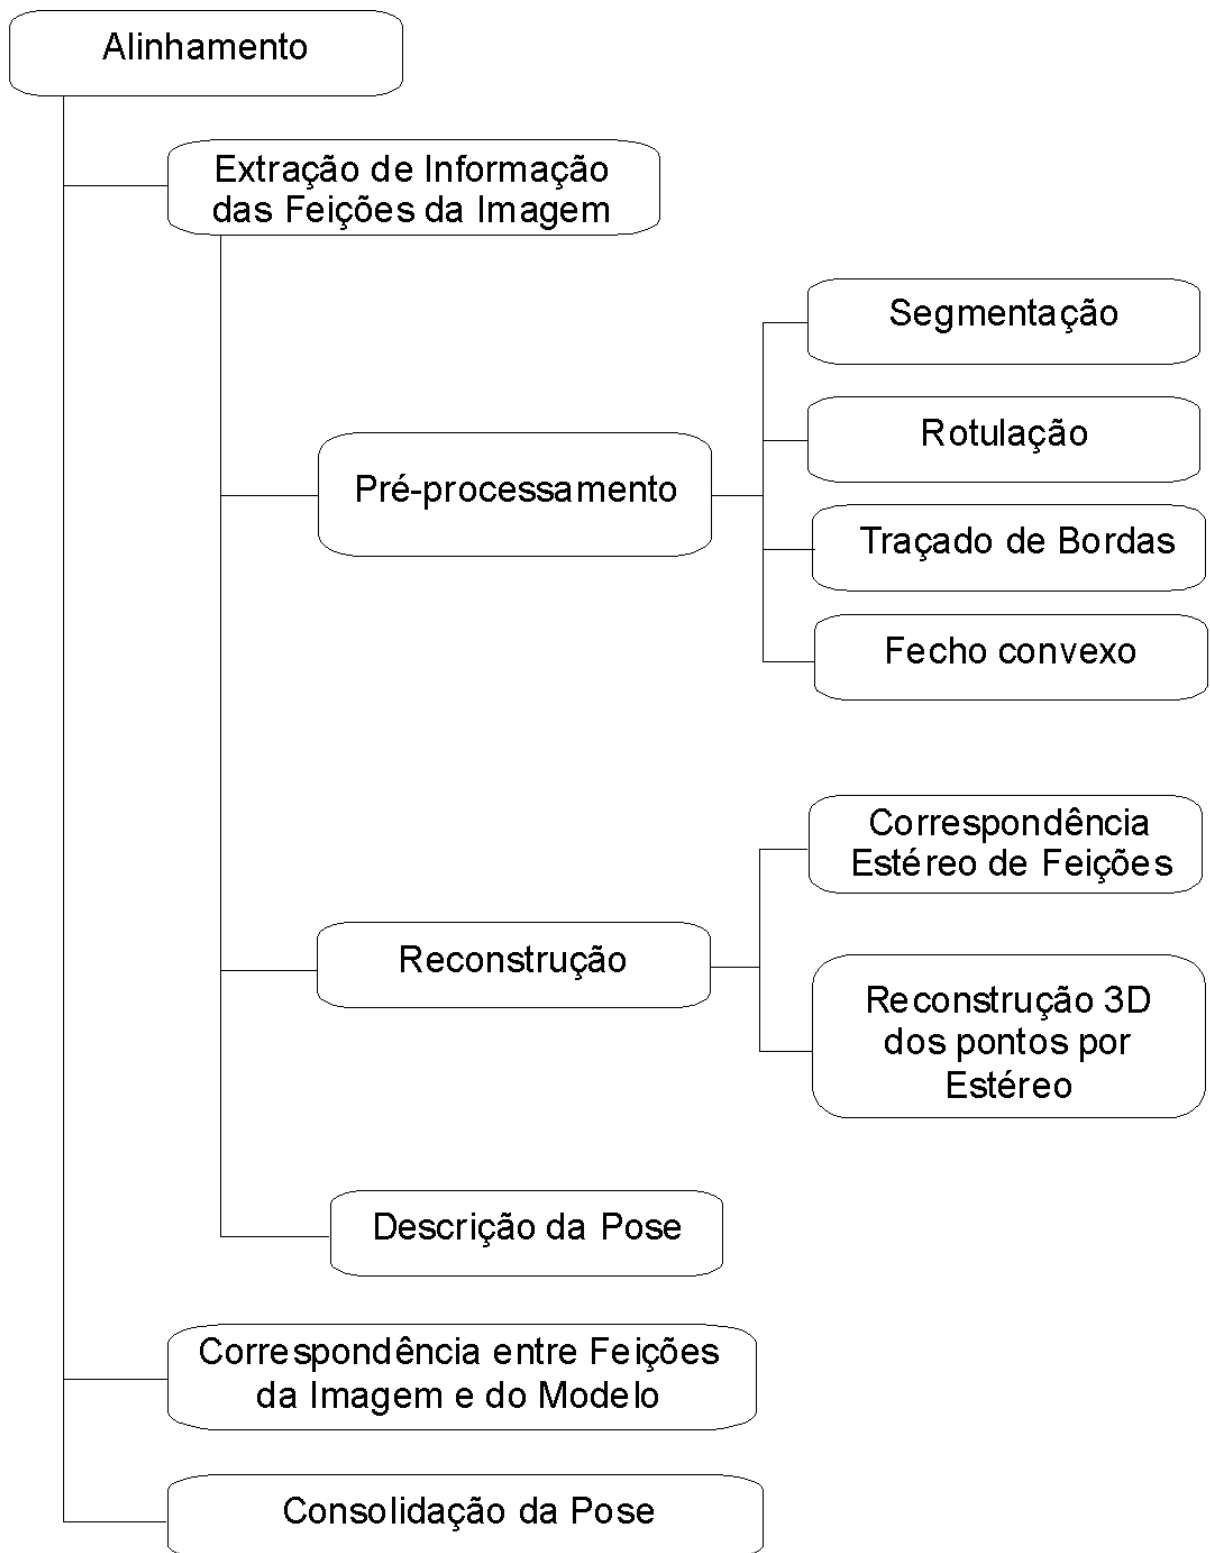 Alinhamento
Extração de Informação
das Feições da Imagem
Segmentação
Rotulação
Pré-processamento
Traçado de Bordas
Fecho convexo
Correspondência
Estéreo de Feições
Reconstrução
Reconstrução 3D
dos pontos por
Estéreo
Descrição da Pose
Correspondência entre Feições
da Imagem e do Modelo
Consolidação da Pose